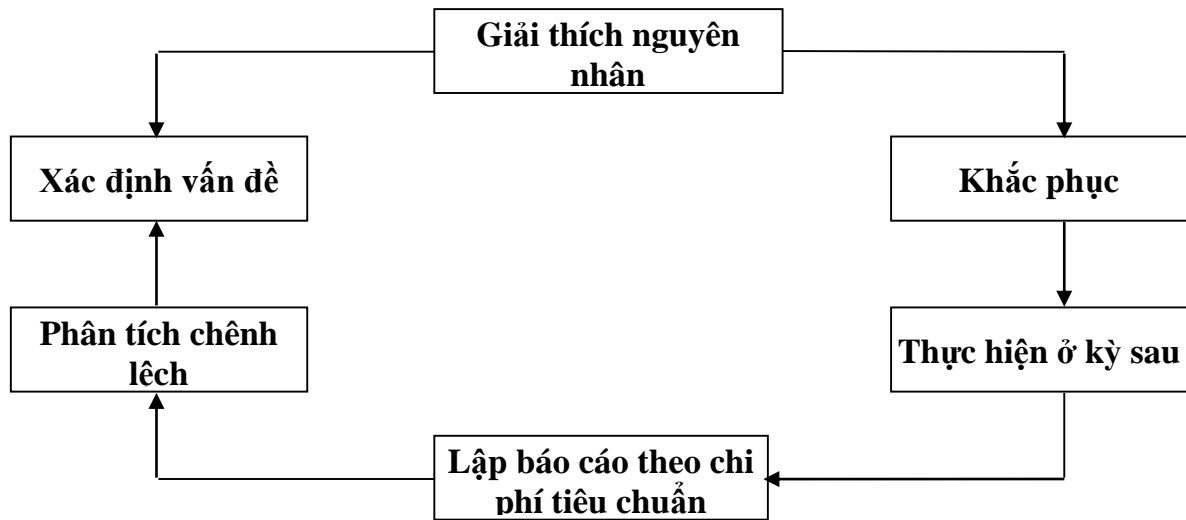 Giải thích nguyên
nhân
Xác định vấn đề
Khắc phục
Phân tích chênh
lệch
Thực hiện ở kỳ sau
Lập báo cáo theo chi
phí tiêu chuẩn